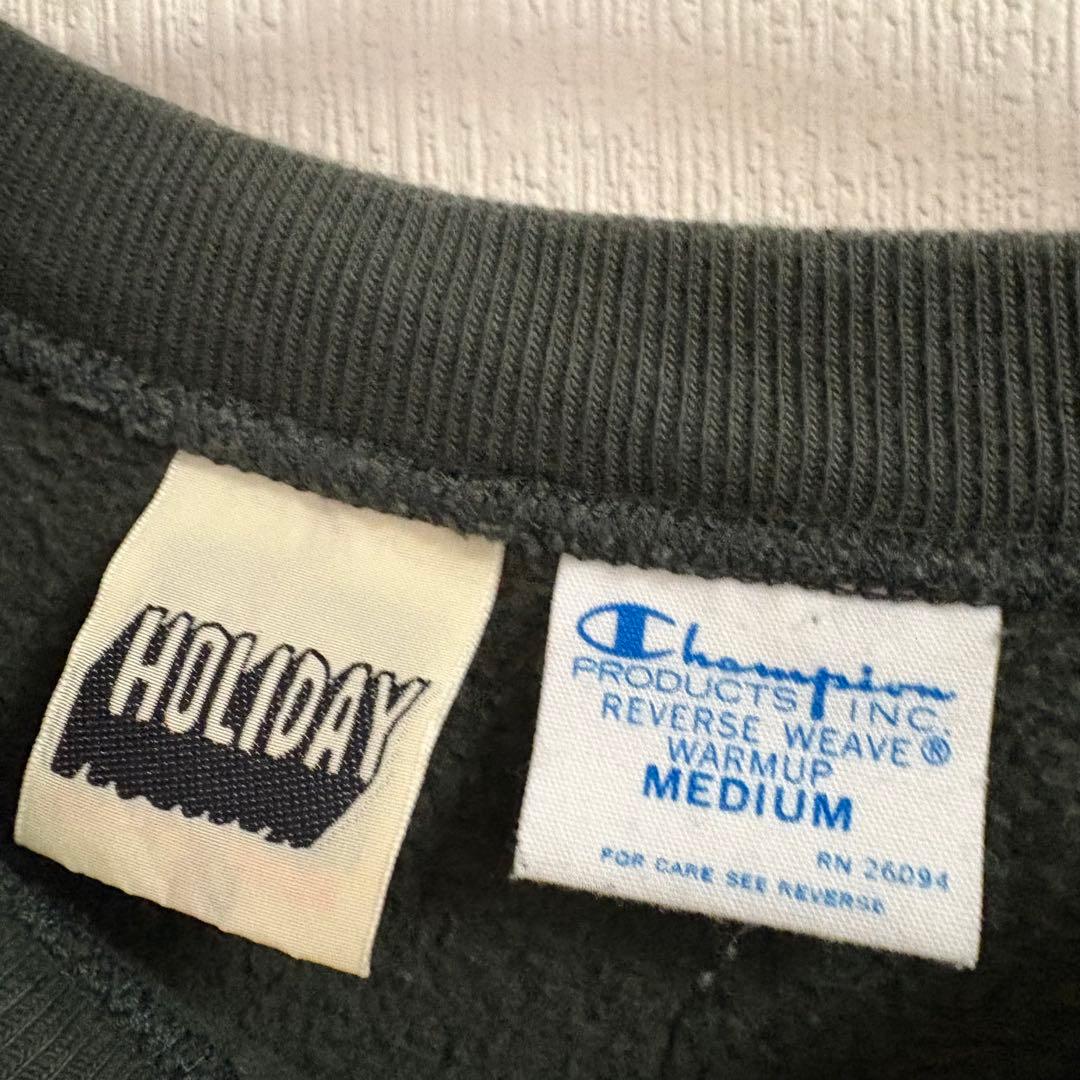 HOLIDAY
Champion
PRODUCTS INC.
REVERSE WEAVE®
WARMUP
MEDIUM
RN 26094
FOR CARE SEE REVERSE